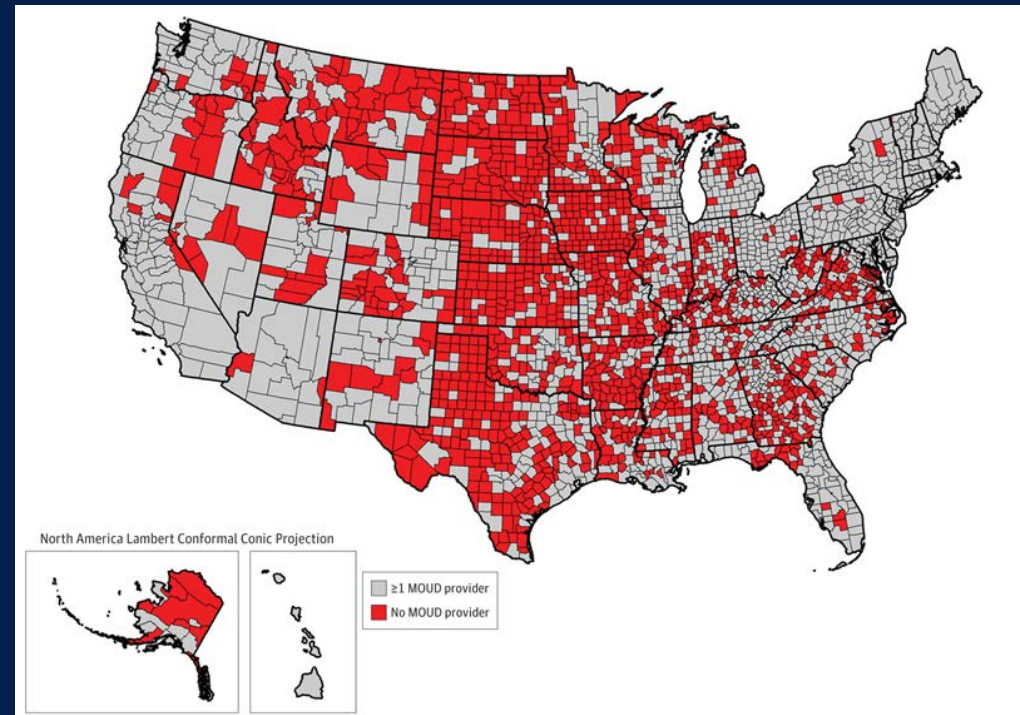 North America Lambert Conformal Conic Projection
≥1 MOUD provider
No MOUD provider